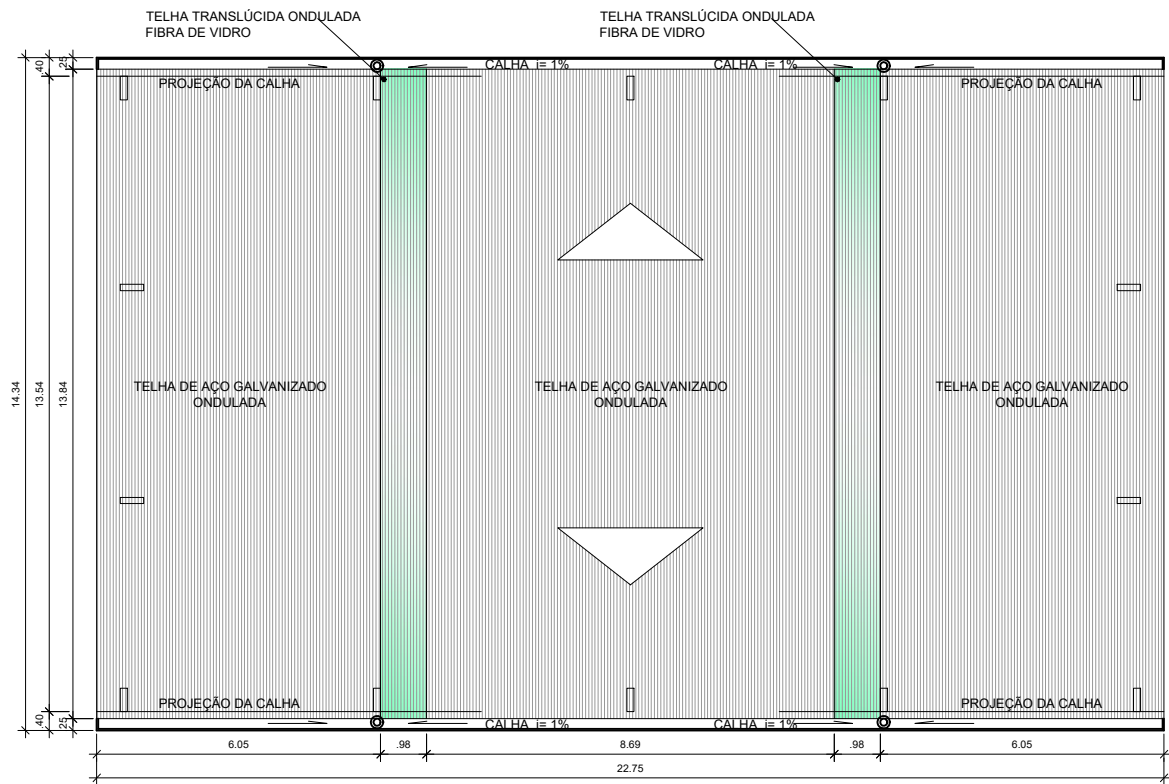 TELHA TRANSLÚCIDA ONDULADA
FIBRA DE VIDRO
TELHA TRANSLÚCIDA ONDULADA
FIBRA DE VIDRO
CALHA i= 1%
CALHA i= 1%
PROJEÇÃO DA CALHA
PROJEÇÃO DA CALHA
40
25
14.34
13.54
13.84
TELHA DE AÇO GALVANIZADO
ONDULADA
TELHA DE AÇO GALVANIZADO
ONDULADA
TELHA DE AÇO GALVANIZADO
ONDULADA
PROJEÇÃO DA CALHA
PROJEÇÃO DA CALHA
40
25
CALHA i= 1%
CALHA i= 1%
6.05
.98
8.69
.98
6.05
22.75